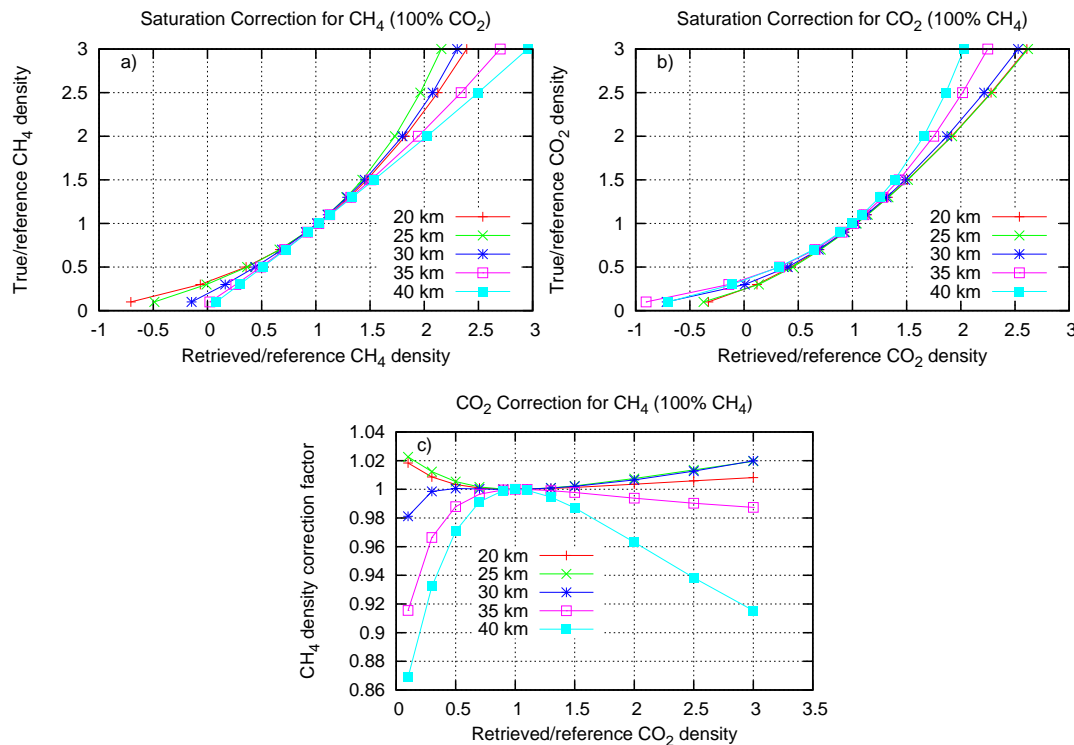 Saturation Correction for CH4 (100% CO2)
a)
3
2.5
2
1.5
1
0.5
0
-1 -0.5 0 0.5 1 1.5 2 2.5 3
True/reference CH4 density
Retrieved/reference CH4 density
20 km
25 km
30 km
35 km
40 km
Saturation Correction for CO2 (100% CH4)
b)
3
2.5
2
1.5
1
0.5
0
-1 -0.5 0 0.5 1 1.5 2 2.5 3
True/reference CO2 density
Retrieved/reference CO2 density
20 km
25 km
30 km
35 km
40 km
CO2 Correction for CH4 (100% CH4)
c)
1.04
1.02
1
0.98
0.96
0.94
0.92
0.9
0.88
0.86
0 0.5 1 1.5 2 2.5 3 3.5
CH4 density correction factor
Retrieved/reference CO2 density
20 km
25 km
30 km
35 km
40 km